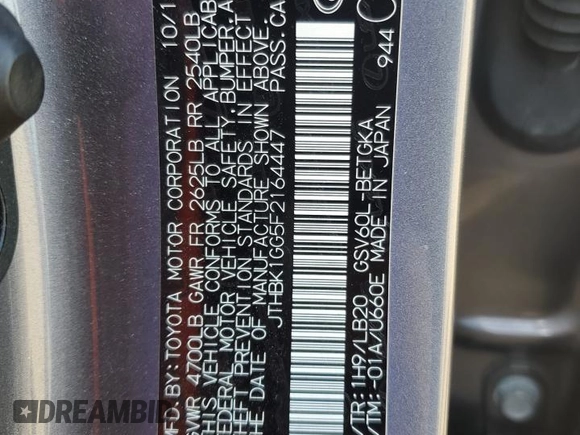 MFD. BY: TOYOTA MOTOR CORPORATION 10/1
GVWR 4700LB GAWR FR 2625LB RR 2540LB
THIS VEHICLE CONFORMS TO ALL APPLICAB
FEDERAL MOTOR VEHICLE SAFETY, BUMPER, A
THEFT PREVENTION STANDARDS IN EFFECT
THE DATE OF MANUFACTURE SHOWN ABOVE.
JTHBK1GG5F2164447 PASS. CA
/TR: 1H9/LB20 GSV60L-BETGKA
/TM: -01A/U660E MADE IN JAPAN 944
DREAMBID